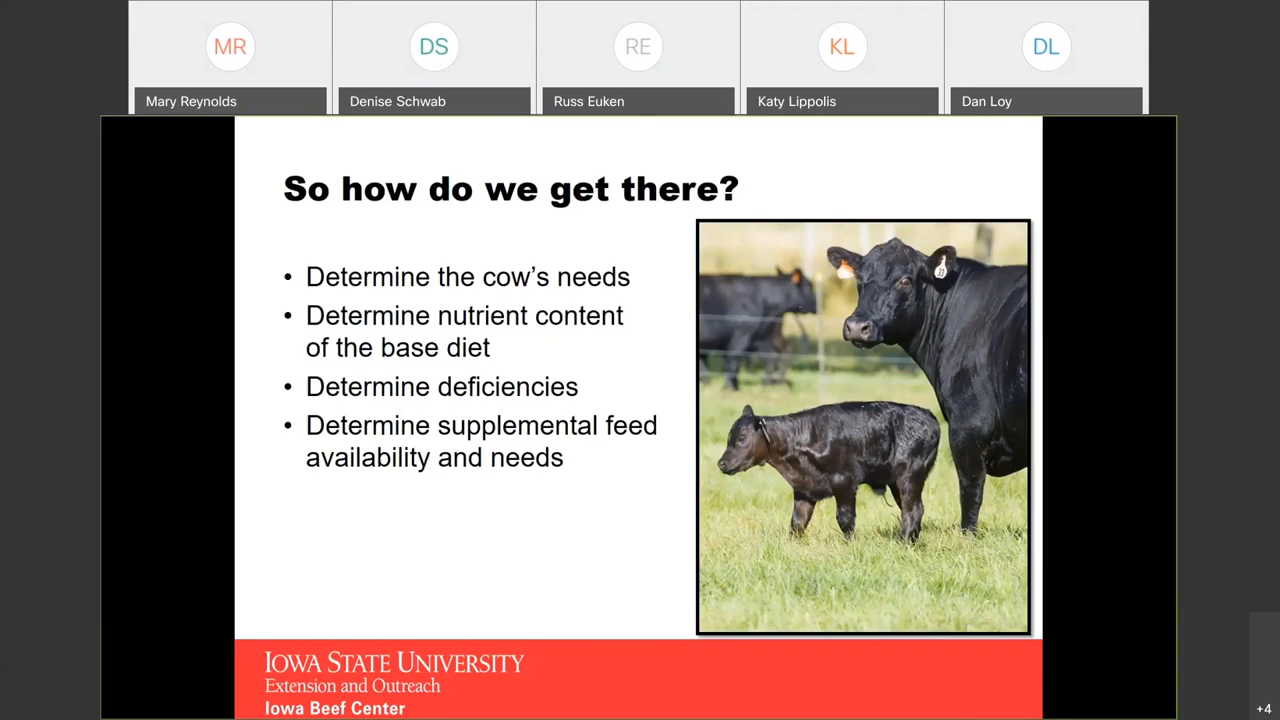 MR
DS
RE
KL
DL
Mary Reynolds
Denise Schwab
Russ Euken
Katy Lippolis
Dan Loy
So how do we get there?
• Determine the cow’s needs
• Determine nutrient content
of the base diet
• Determine deficiencies
• Determine supplemental feed
availability and needs
IOWA STATE UNIVERSITY
Extension and Outreach
Iowa Beef Center
+4